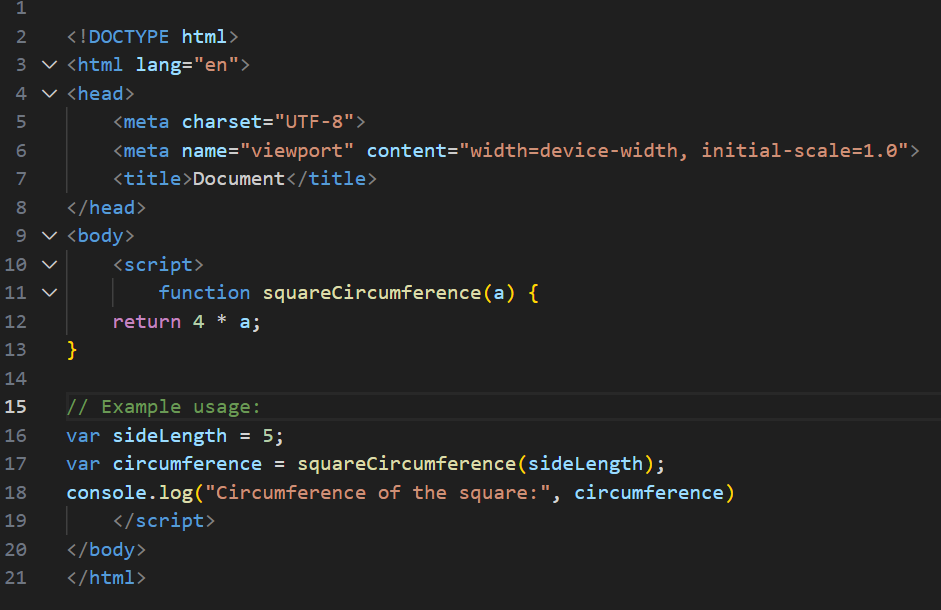 1
2 <!DOCTYPE html>
3 <html lang="en">
4 <head>
5     <meta charset="UTF-8">
6     <meta name="viewport" content="width=device-width, initial-scale=1.0">
7     <title>Document</title>
8 </head>
9 <body>
10     <script>
11         function squareCircumference(a) {
12     return 4 * a;
13 }
14
15 // Example usage:
16 var sideLength = 5;
17 var circumference = squareCircumference(sideLength);
18 console.log("Circumference of the square:", circumference)
19     </script>
20 </body>
21 </html>